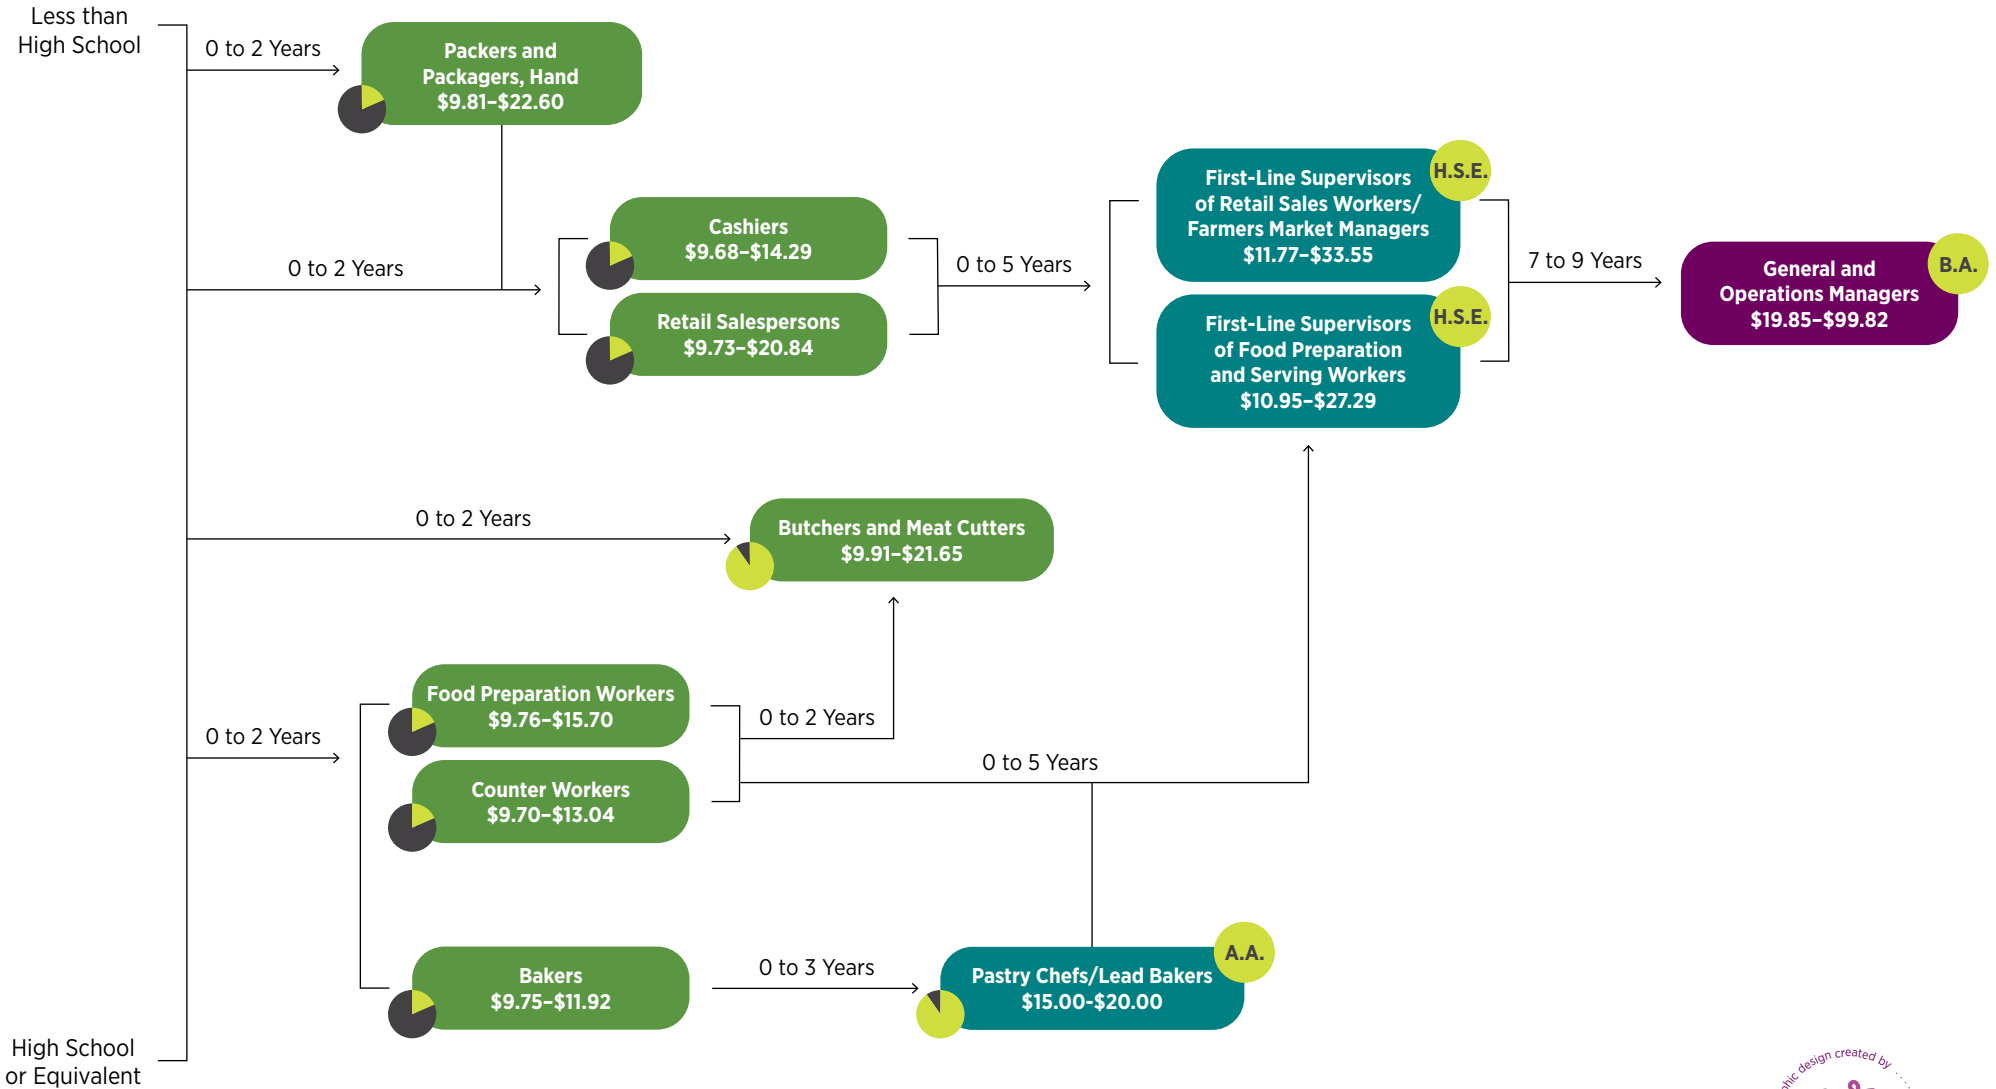 Less than
High School
0 to 2 Years
Packers and
Packagers, Hand
$9.81–$22.60
0 to 2 Years
Cashiers
$9.68–$14.29
Retail Salespersons
$9.73–$20.84
0 to 5 Years
First-Line Supervisors
of Retail Sales Workers/
Farmers Market Managers
$11.77–$33.55
H.S.E.
First-Line Supervisors
of Food Preparation
and Serving Workers
$10.95–$27.29
H.S.E.
7 to 9 Years
General and
Operations Managers
$19.85–$99.82
B.A.
0 to 2 Years
Butchers and Meat Cutters
$9.91–$21.65
0 to 2 Years
Food Preparation Workers
$9.76–$15.70
Counter Workers
$9.70–$13.04
0 to 2 Years
0 to 5 Years
Bakers
$9.75–$11.92
0 to 3 Years
Pastry Chefs/Lead Bakers
$15.00-$20.00
A.A.
High School
or Equivalent
design created by